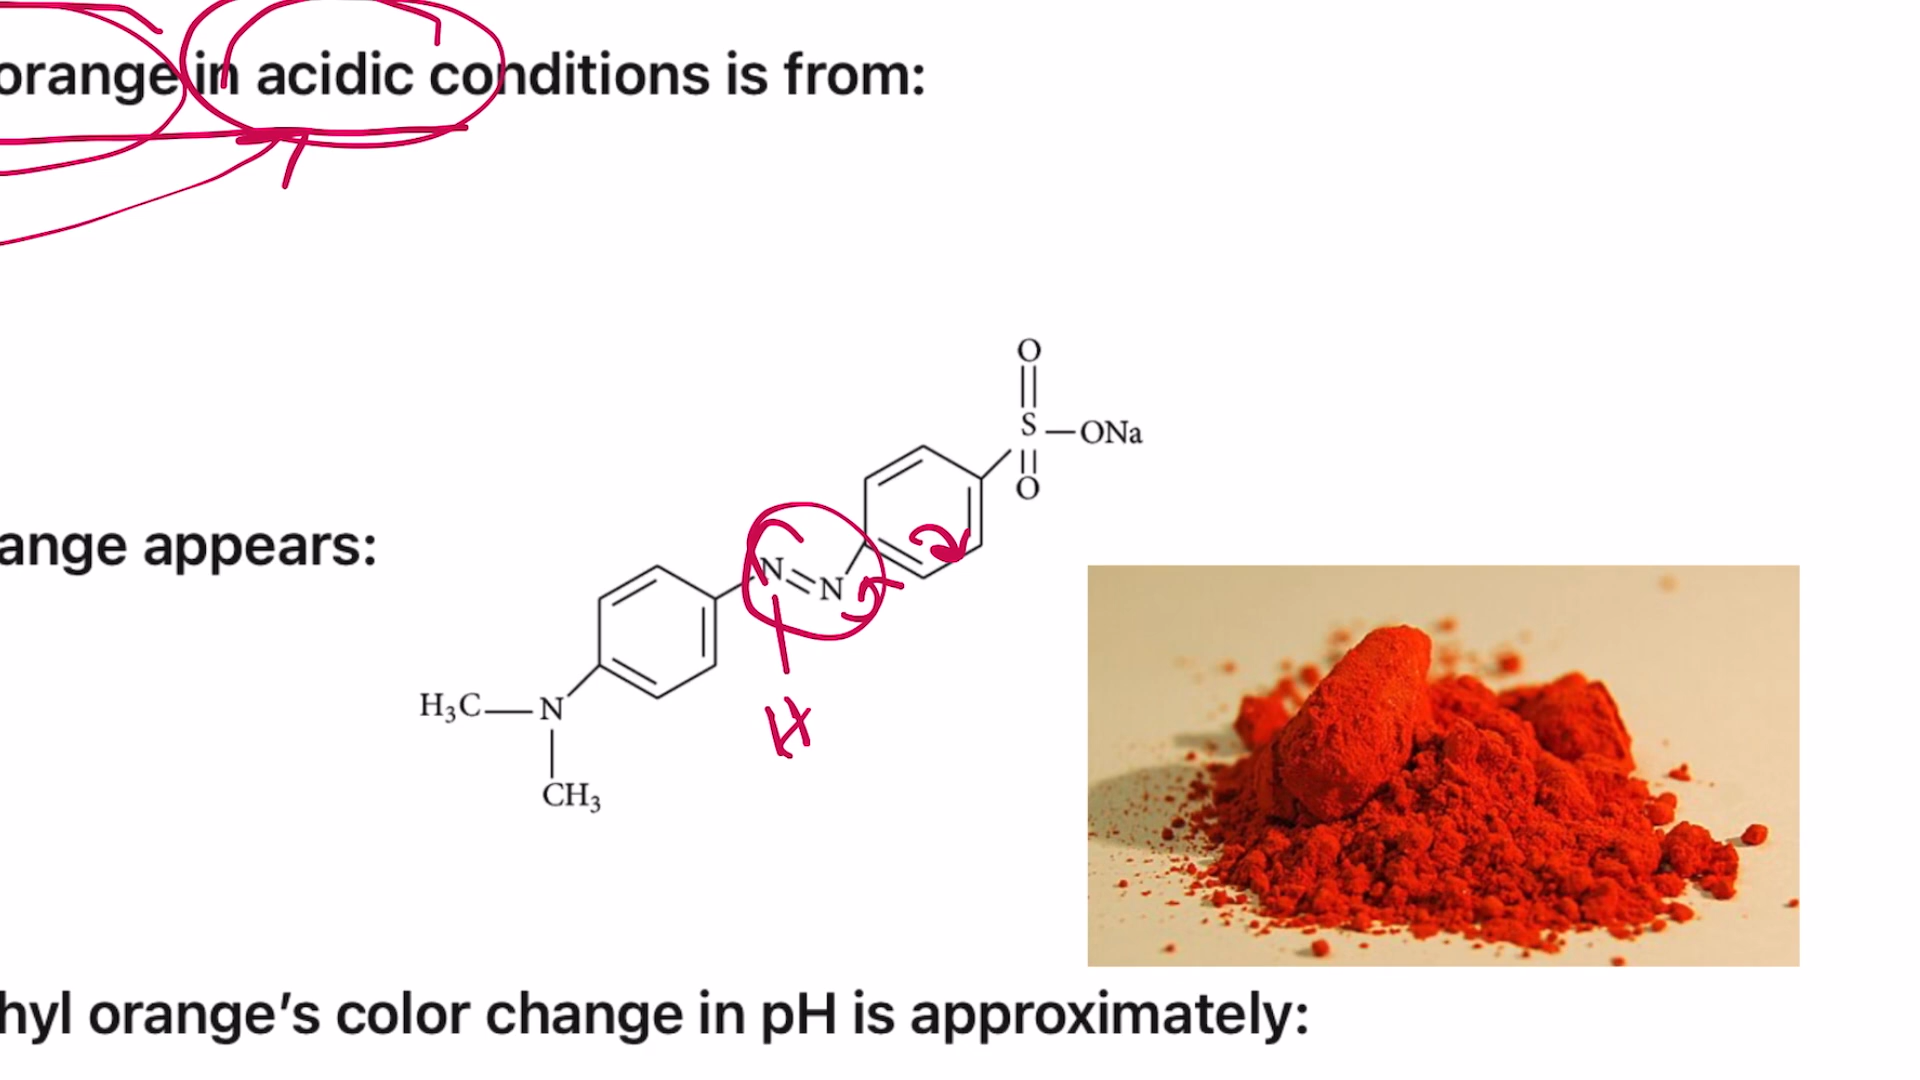 orange in acidic conditions is from:
O
S—ONa
O
ange appears:
N=N
H₃C—N
H
CH₃
hyl orange’s color change in pH is approximately: